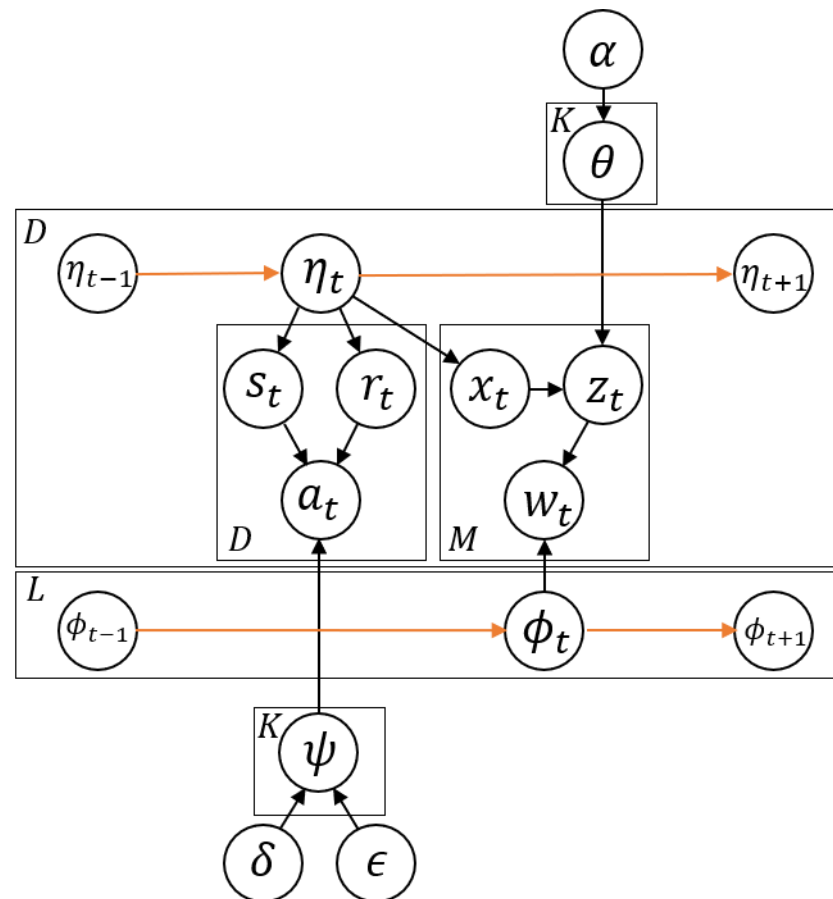 α
K
θ
D
η_{t−1}
η_t
η_{t+1}
s_t
r_t
x_t
z_t
a_t
w_t
D
M
L
ϕ_{t−1}
ϕ_t
ϕ_{t+1}
K
ψ
δ
ϵ